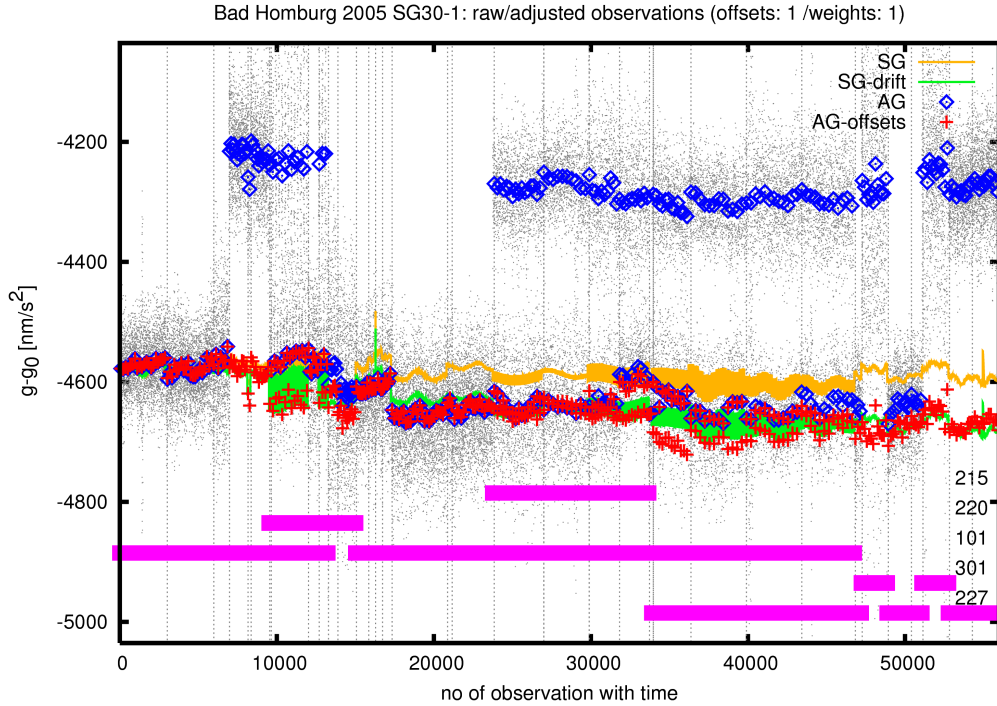 Bad Homburg 2005 SG30-1: raw/adjusted observations (offsets: 1 /weights: 1)
SG
SG-drift
AG
AG-offsets
-4200
-4400
-4600
-4800
-5000
g-g₉₀ [nm/s²]
215
220
101
301
227
0 10000 20000 30000 40000 50000
no of observation with time